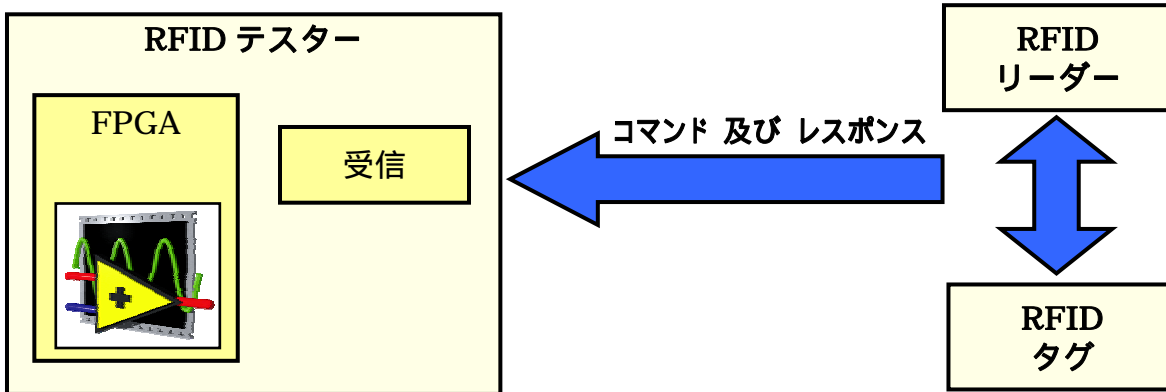 RFID テスター
FPGA
受信
コマンド 及び レスポンス
RFID
リーダー
RFID
タグ